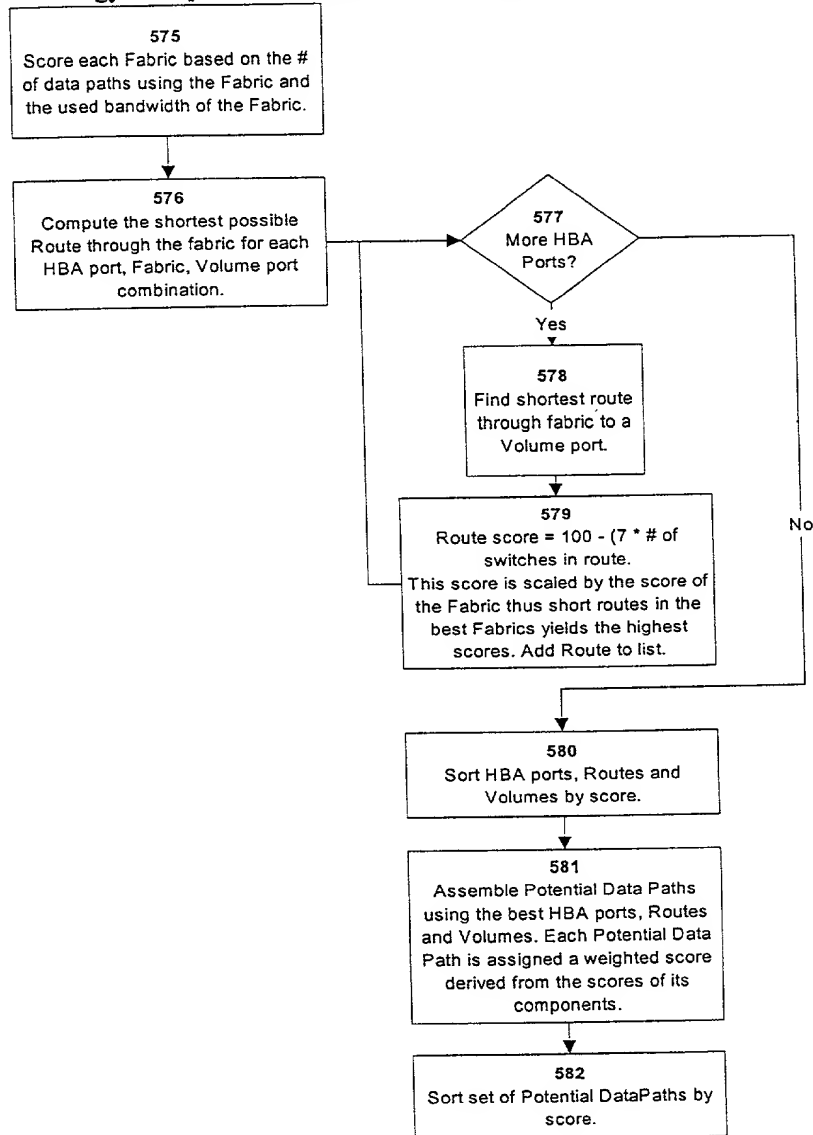 575
Score each Fabric based on the #
of data paths using the Fabric and
the used bandwidth of the Fabric.
576
Compute the shortest possible
Route through the fabric for each
HBA port, Fabric, Volume port
combination.
577
More HBA
Ports?
Yes
578
Find shortest route
through fabric to a
Volume port.
579
Route score = 100 - (7 * # of
switches in route.
This score is scaled by the score of
the Fabric thus short routes in the
best Fabrics yields the highest
scores. Add Route to list.
No
580
Sort HBA ports, Routes and
Volumes by score.
581
Assemble Potential Data Paths
using the best HBA ports, Routes
and Volumes. Each Potential Data
Path is assigned a weighted score
derived from the scores of its
components.
582
Sort set of Potential DataPaths by
score.